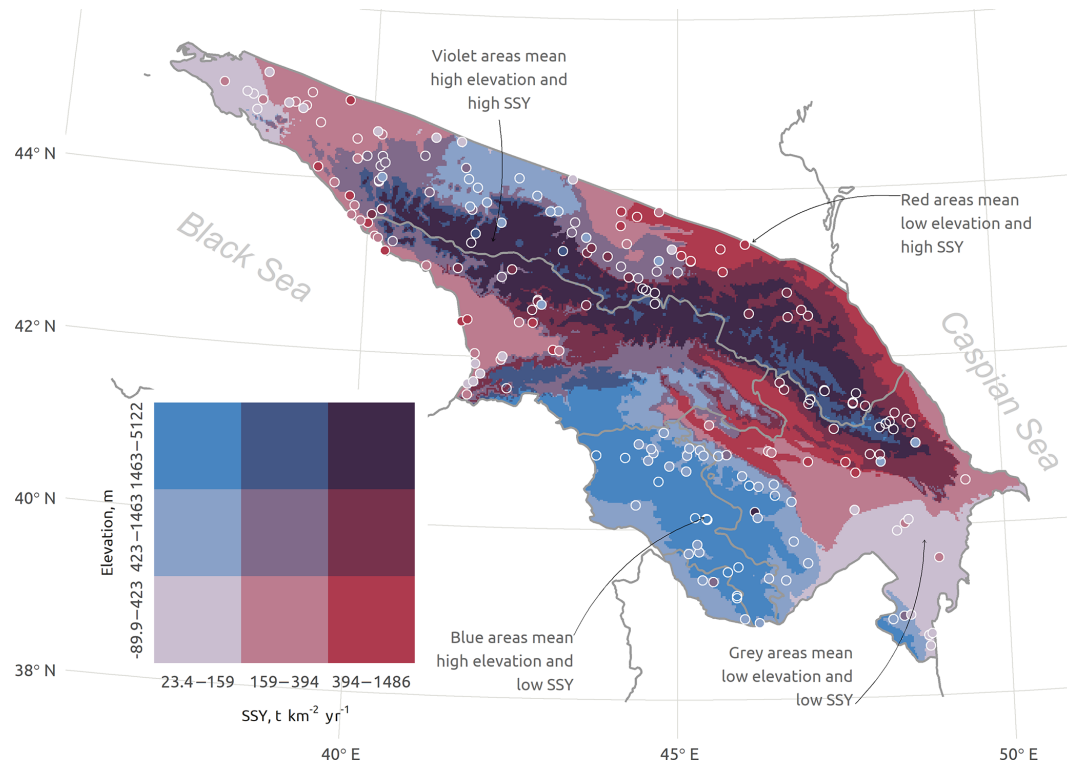 Violet areas mean
high elevation and
high SSY
44° N
Red areas mean
low elevation and
high SSY
Black Sea
42° N
Caspian Sea
Elevation, m
1463−5122
423−1463
-89.9−423
40° N
Blue areas mean
high elevation and
low SSY
Grey areas mean
low elevation and
low SSY
38° N
23.4−159 159−394 394−1486
SSY, t km⁻² yr⁻¹
40° E 45° E 50° E